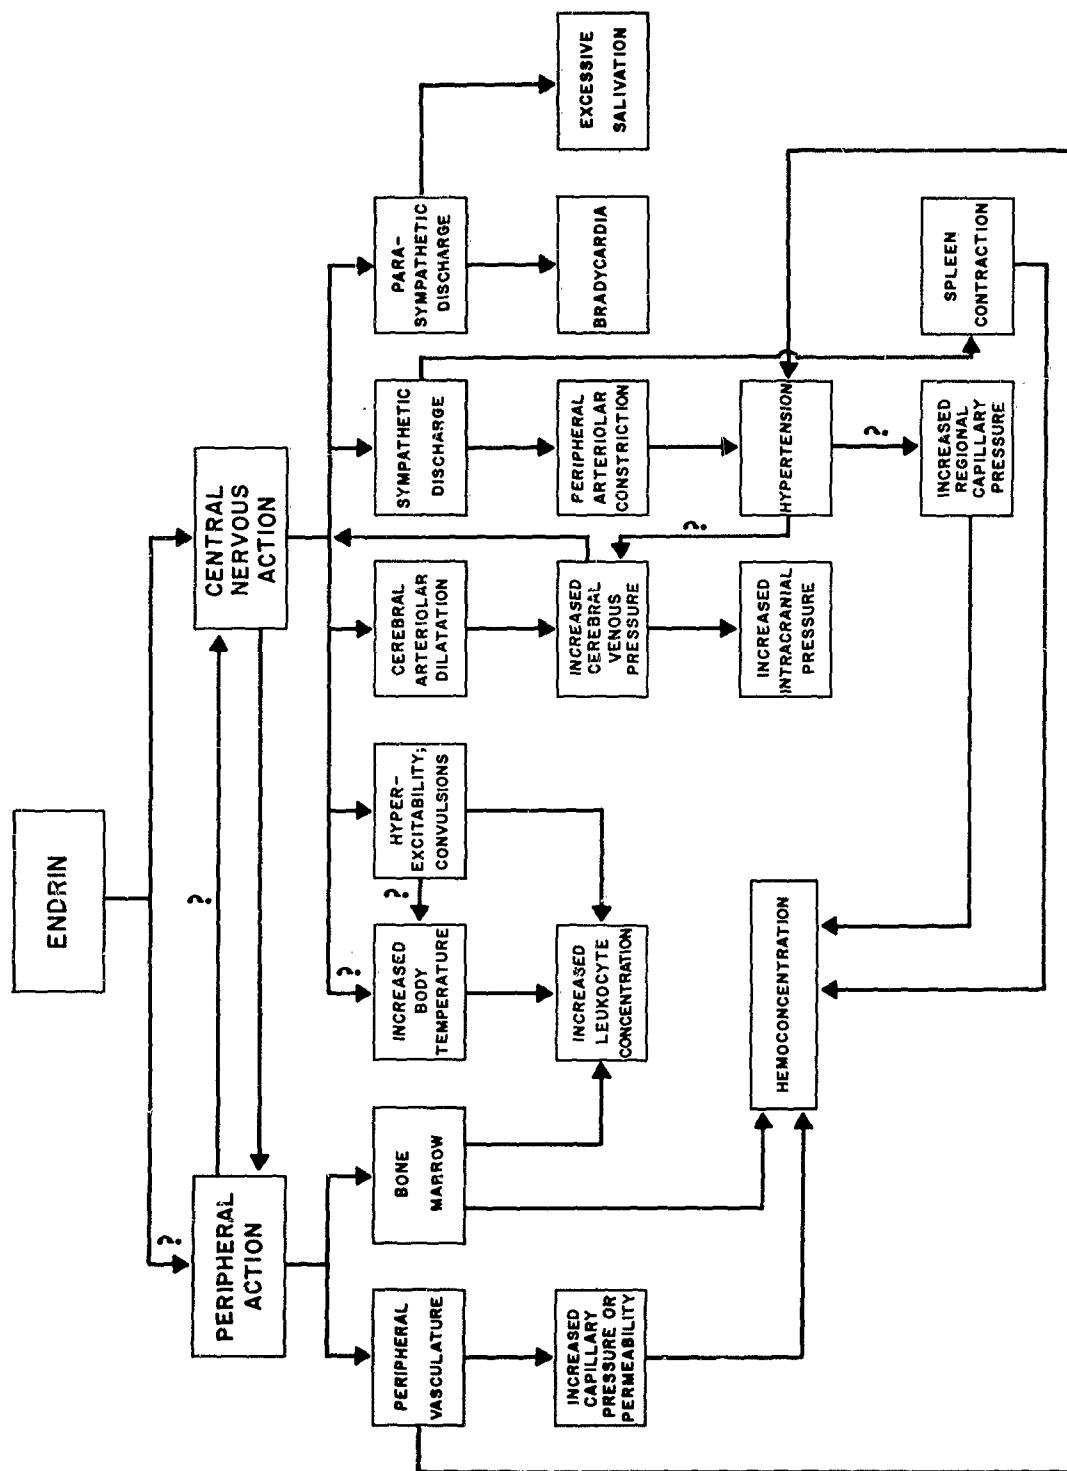 ENDRIN
?
?
PERIPHERAL
ACTION
CENTRAL
NERVOUS
ACTION
PERIPHERAL
VASCULATURE
BONE
MARROW
?
INCREASED
BODY
TEMPERATURE
?
HYPER-
EXCITABILITY;
CONVULSIONS
CEREBRAL
ARTERIOLAR
DILATATION
SYMPATHETIC
DISCHARGE
PARA-
SYMPATHETIC
DISCHARGE
INCREASED
CAPILLARY
PRESSURE OR
PERMEABILITY
INCREASED
LEUKOCYTE
CONCENTRATION
INCREASED
CEREBRAL
VENOUS
PRESSURE
?
PERIPHERAL
ARTERIOLAR
CONSTRICTION
BRADYCARDIA
EXCESSIVE
SALIVATION
HEMOCONCENTRATION
INCREASED
INTRACRANIAL
PRESSURE
HYPERTENSION
?
INCREASED
REGIONAL
CAPILLARY
PRESSURE
SPLEEN
CONTRACTION